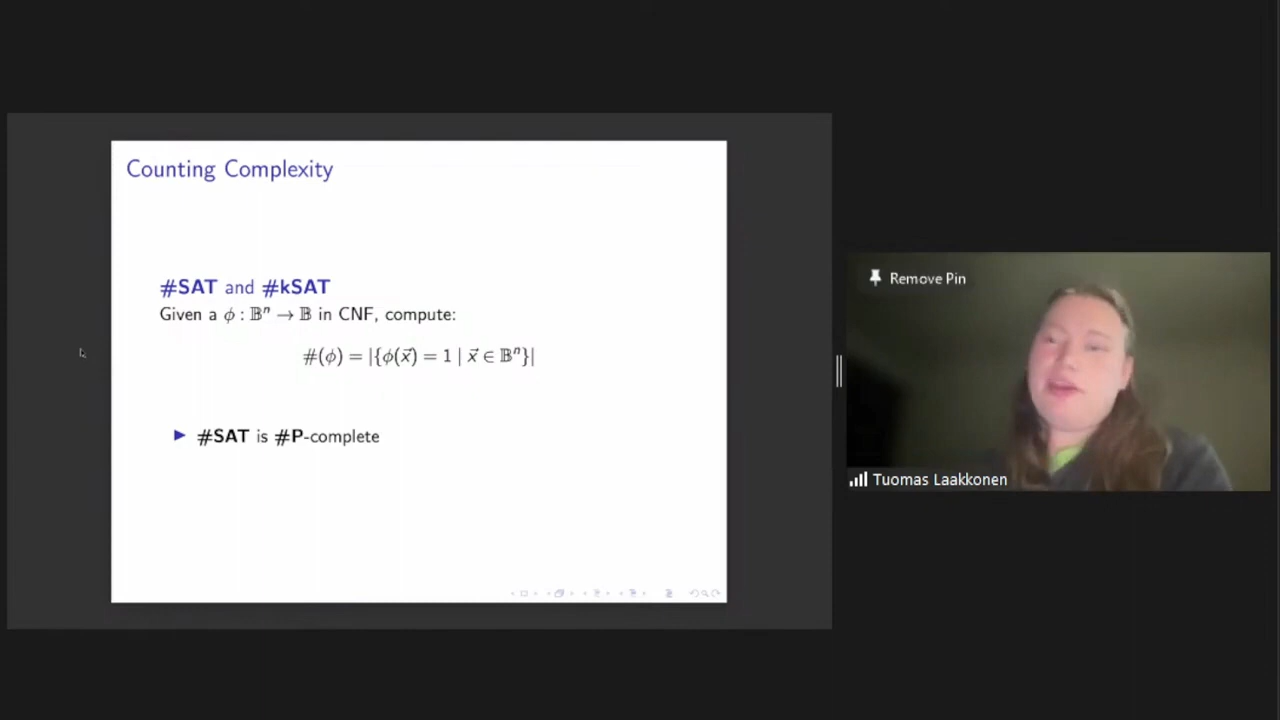 Counting Complexity
#SAT and #kSAT
Given a ϕ : 𝔹ⁿ → 𝔹 in CNF, compute:
#(ϕ) = |{ϕ(x⃗) = 1 | x⃗ ∈ 𝔹ⁿ}|
▶ #SAT is #P-complete
Remove Pin
Tuomas Laakkonen